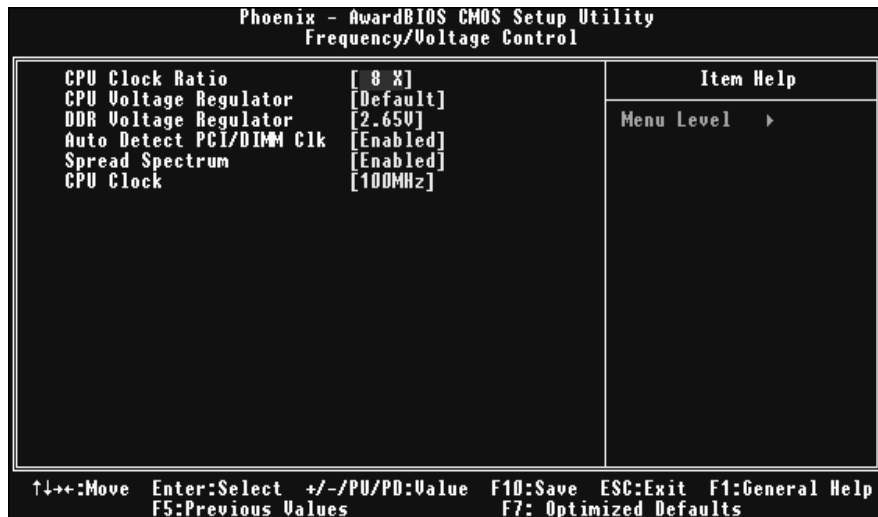 Phoenix - AwardBIOS CMOS Setup Utility
Frequency/Voltage Control
CPU Clock Ratio [ 8 X]
CPU Voltage Regulator [Default]
DDR Voltage Regulator [2.65V]
Auto Detect PCI/DIMM Clk [Enabled]
Spread Spectrum [Enabled]
CPU Clock [100MHz]
Item Help
Menu Level ▸
↑↓→←:Move Enter:Select +/-/PU/PD:Value F10:Save ESC:Exit F1:General Help
F5:Previous Values F7: Optimized Defaults